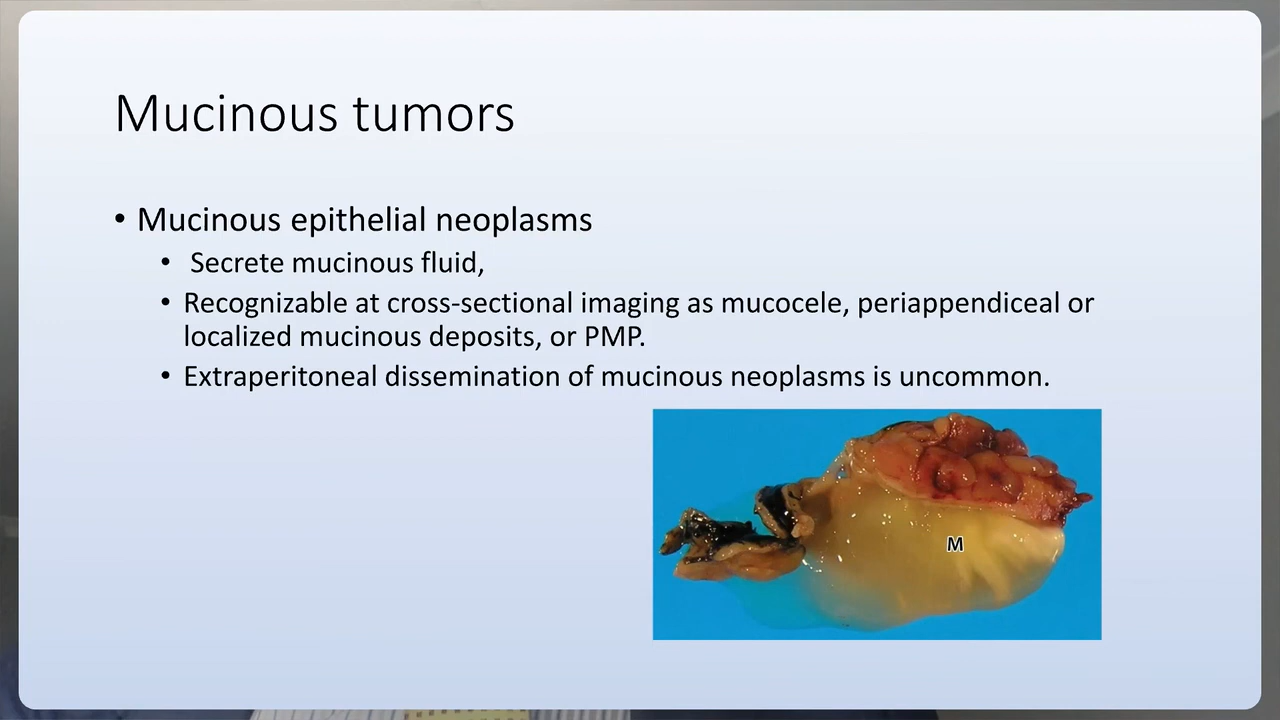 Mucinous tumors
• Mucinous epithelial neoplasms
• Secrete mucinous fluid,
• Recognizable at cross-sectional imaging as mucocele, periappendiceal or
localized mucinous deposits, or PMP.
• Extraperitoneal dissemination of mucinous neoplasms is uncommon.
M